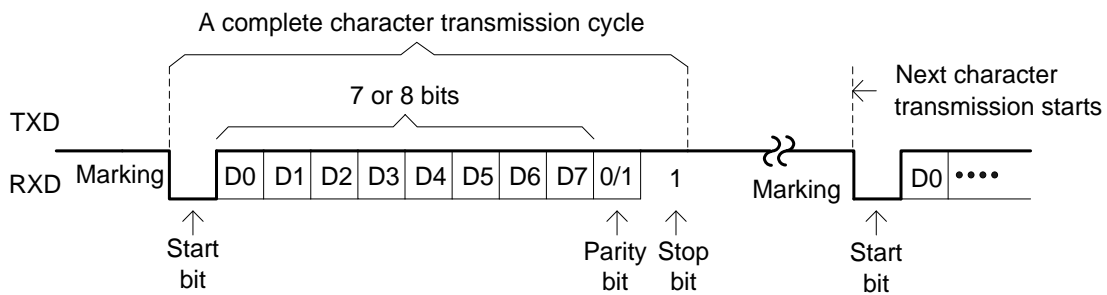 A complete character transmission cycle
Next character
transmission starts
7 or 8 bits
TXD
RXD
Marking
D0 D1 D2 D3 D4 D5 D6 D7 0/1 1
Marking
D0 ••••
Start
bit
Parity
bit
Stop
bit
Start
bit